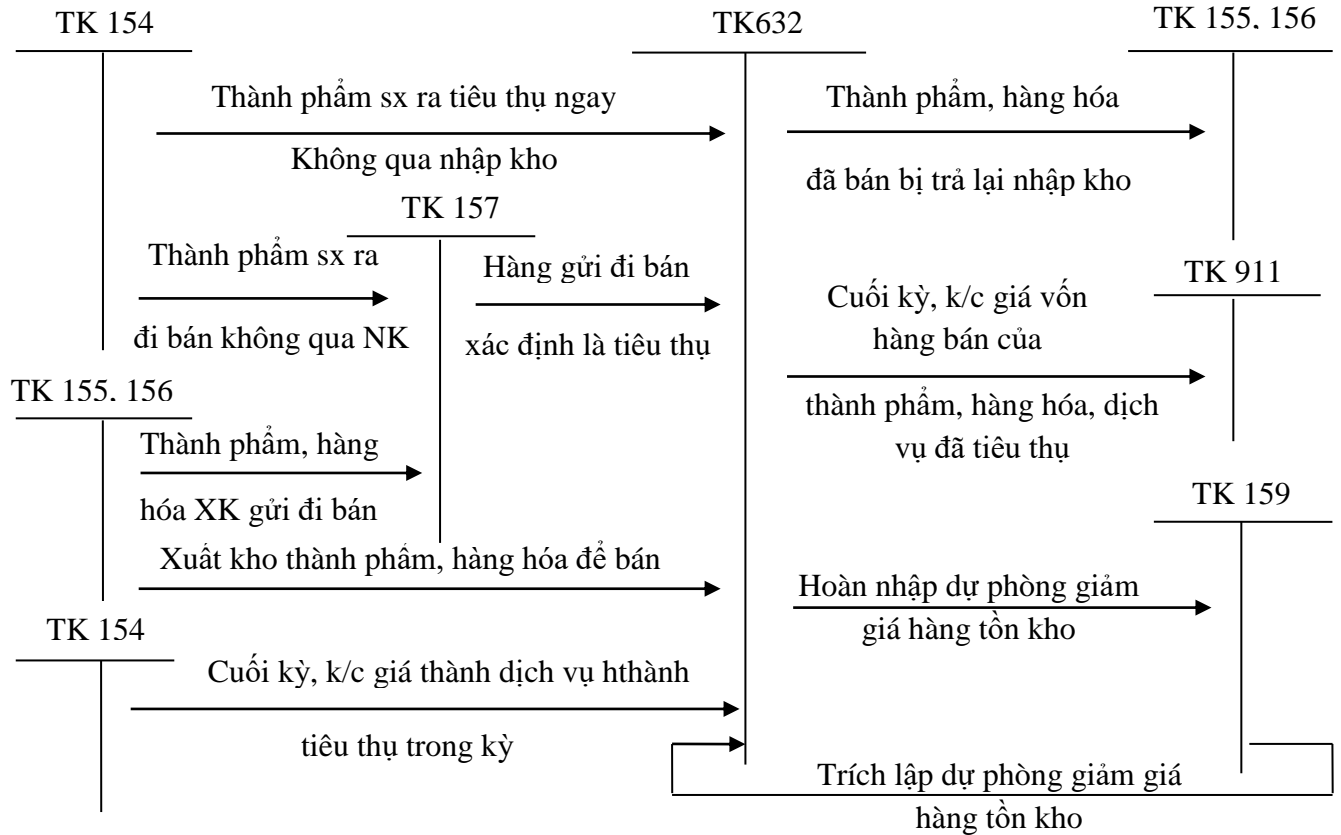 TK 154
TK632
TK 155, 156
Thành phẩm sx ra tiêu thụ ngay
Không qua nhập kho
Thành phẩm, hàng hóa
đã bán bị trả lại nhập kho
TK 157
Thành phẩm sx ra
đi bán không qua NK
Hàng gửi đi bán
xác định là tiêu thụ
TK 911
Cuối kỳ, k/c giá vốn
hàng bán của
thành phẩm, hàng hóa, dịch
vụ đã tiêu thụ
TK 155, 156
Thành phẩm, hàng
hóa XK gửi đi bán
Xuất kho thành phẩm, hàng hóa để bán
TK 159
Hoàn nhập dự phòng giảm
giá hàng tồn kho
TK 154
Cuối kỳ, k/c giá thành dịch vụ hthành
tiêu thụ trong kỳ
Trích lập dự phòng giảm giá
hàng tồn kho